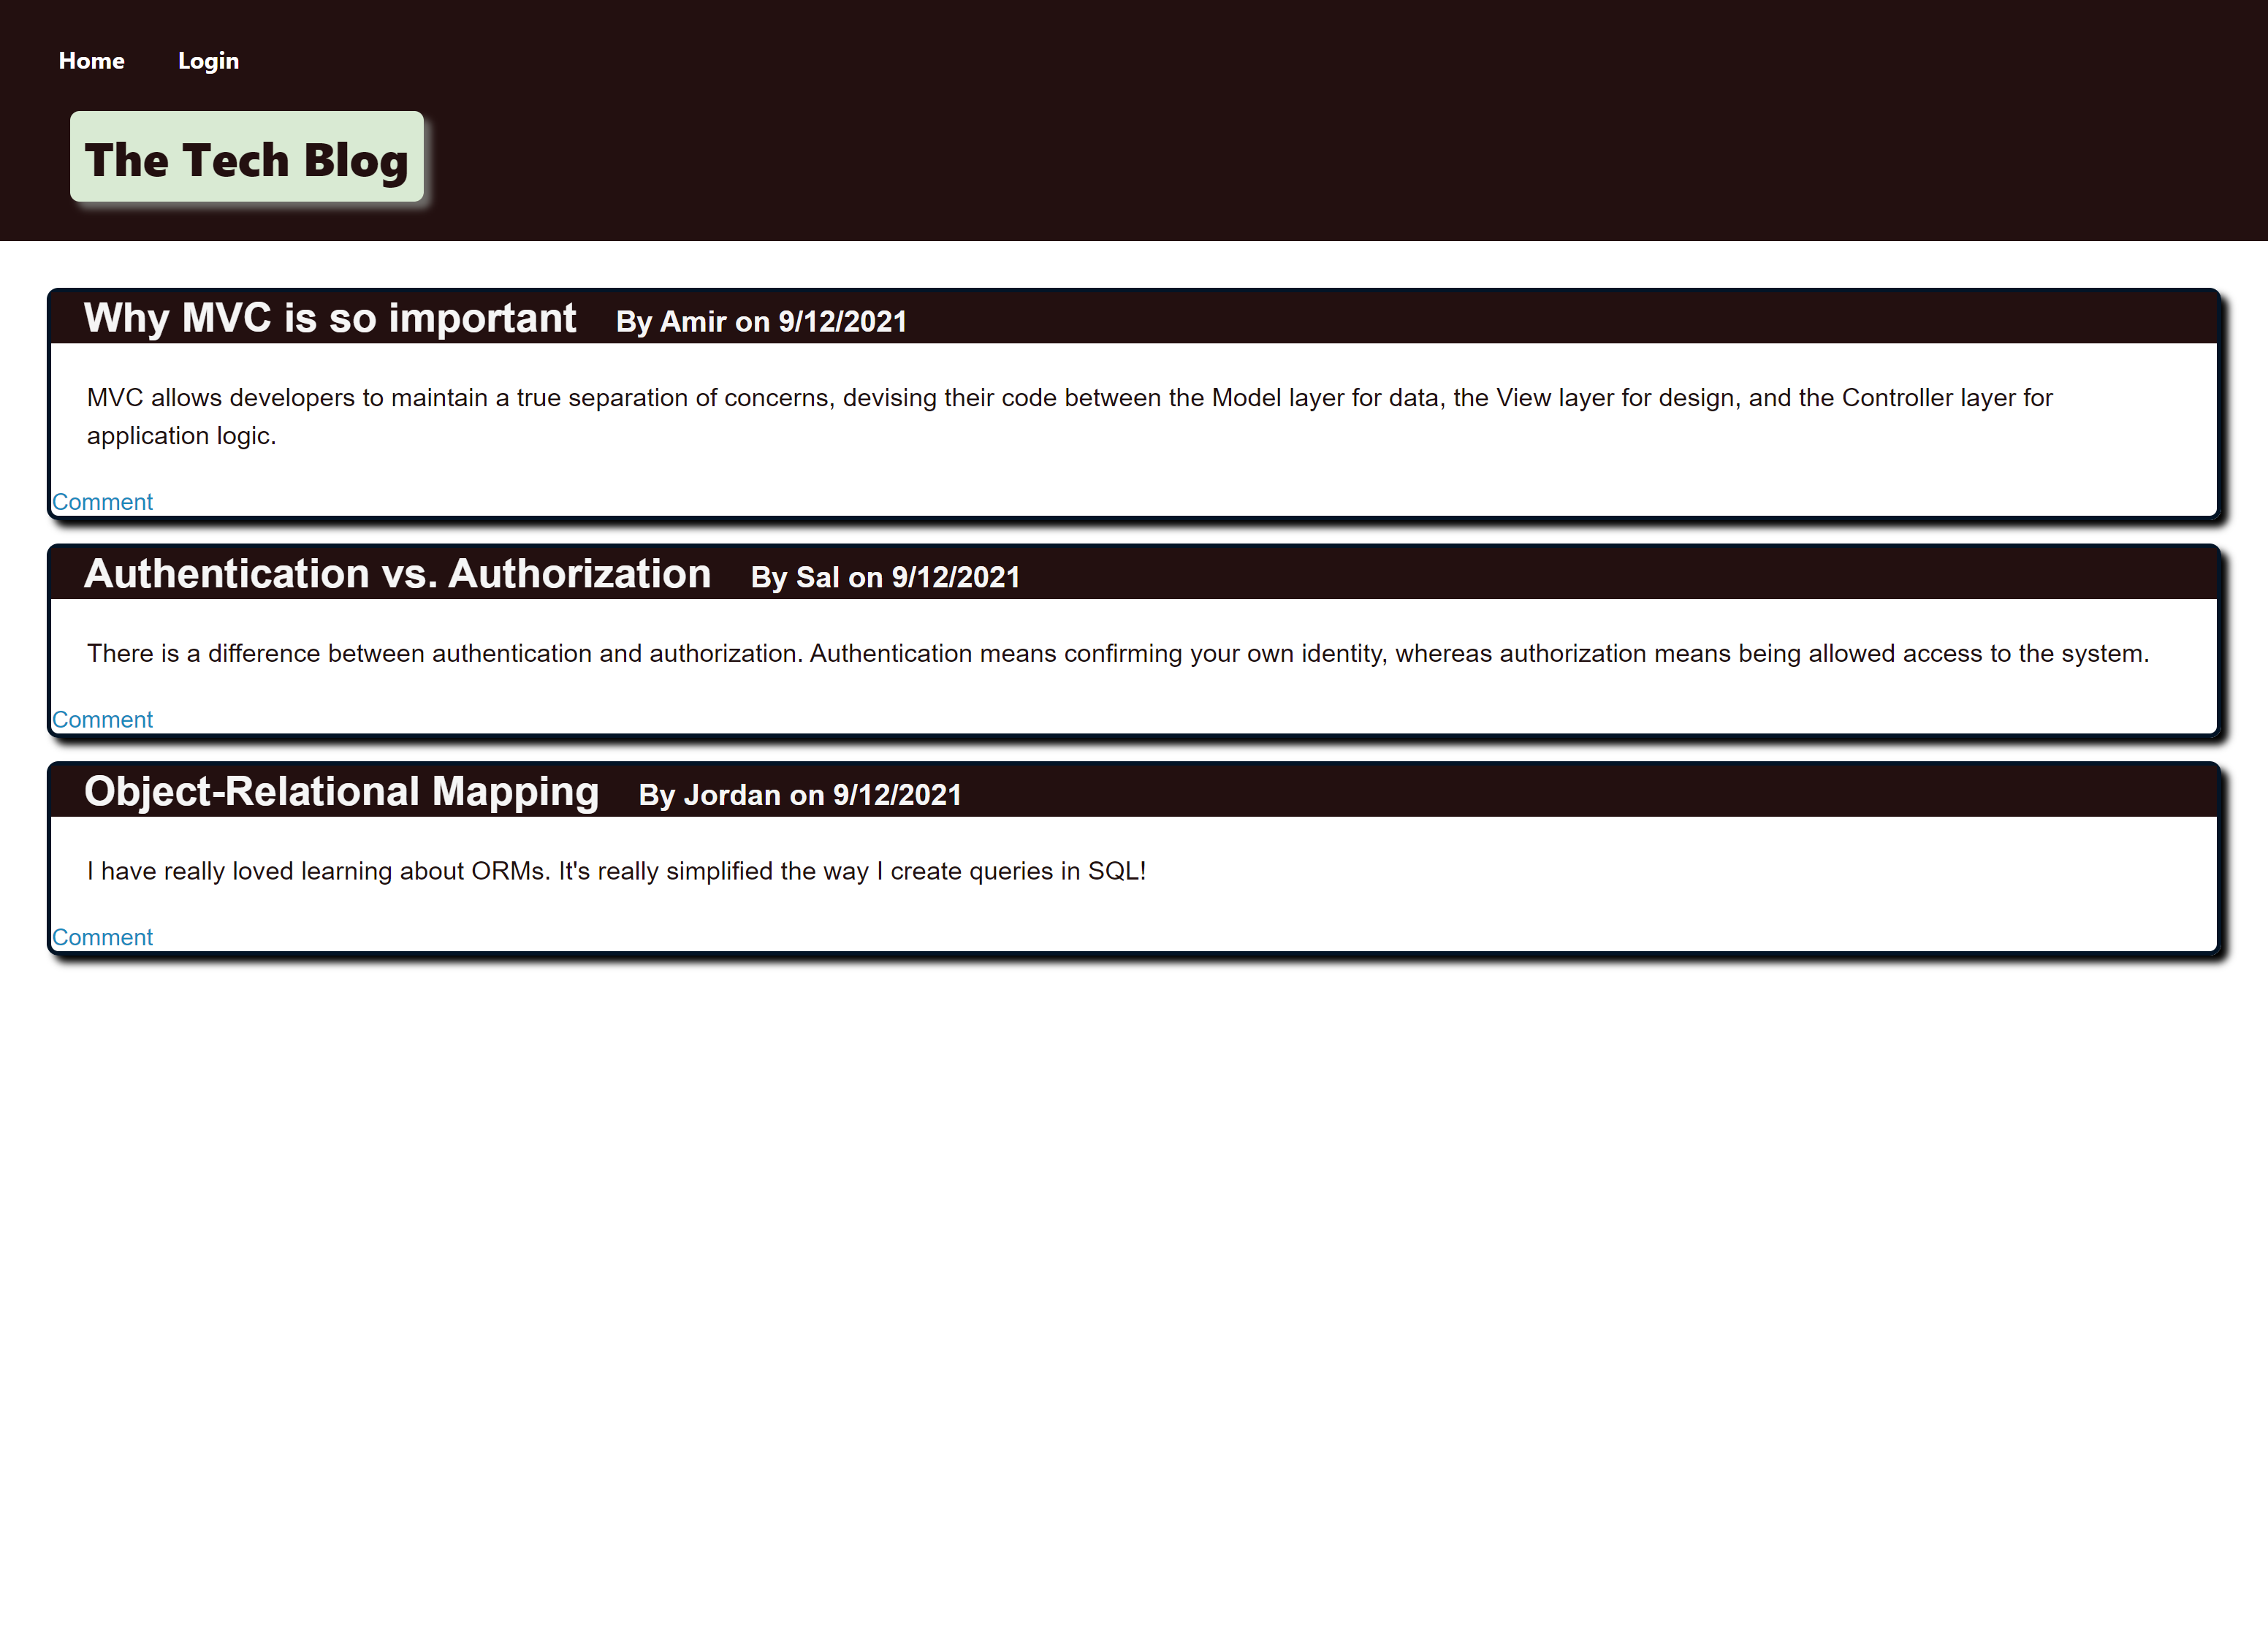 Home Login
The Tech Blog
Why MVC is so important By Amir on 9/12/2021
MVC allows developers to maintain a true separation of concerns, devising their code between the Model layer for data, the View layer for design, and the Controller layer for
application logic.
Comment
Authentication vs. Authorization By Sal on 9/12/2021
There is a difference between authentication and authorization. Authentication means confirming your own identity, whereas authorization means being allowed access to the system.
Comment
Object-Relational Mapping By Jordan on 9/12/2021
I have really loved learning about ORMs. It's really simplified the way I create queries in SQL!
Comment